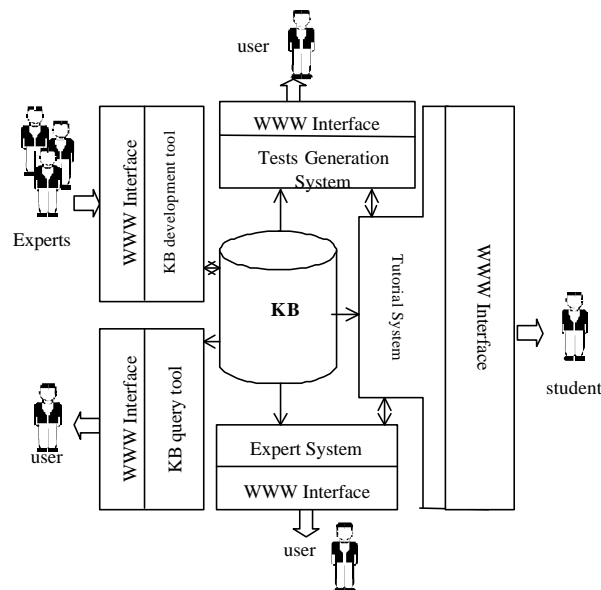 user
WWW Interface
Tests Generation
System
Experts
WWW Interface
KB development tool
KB
Tutorial System
WWW Interface
student
user
WWW Interface
KB query tool
Expert System
WWW Interface
user